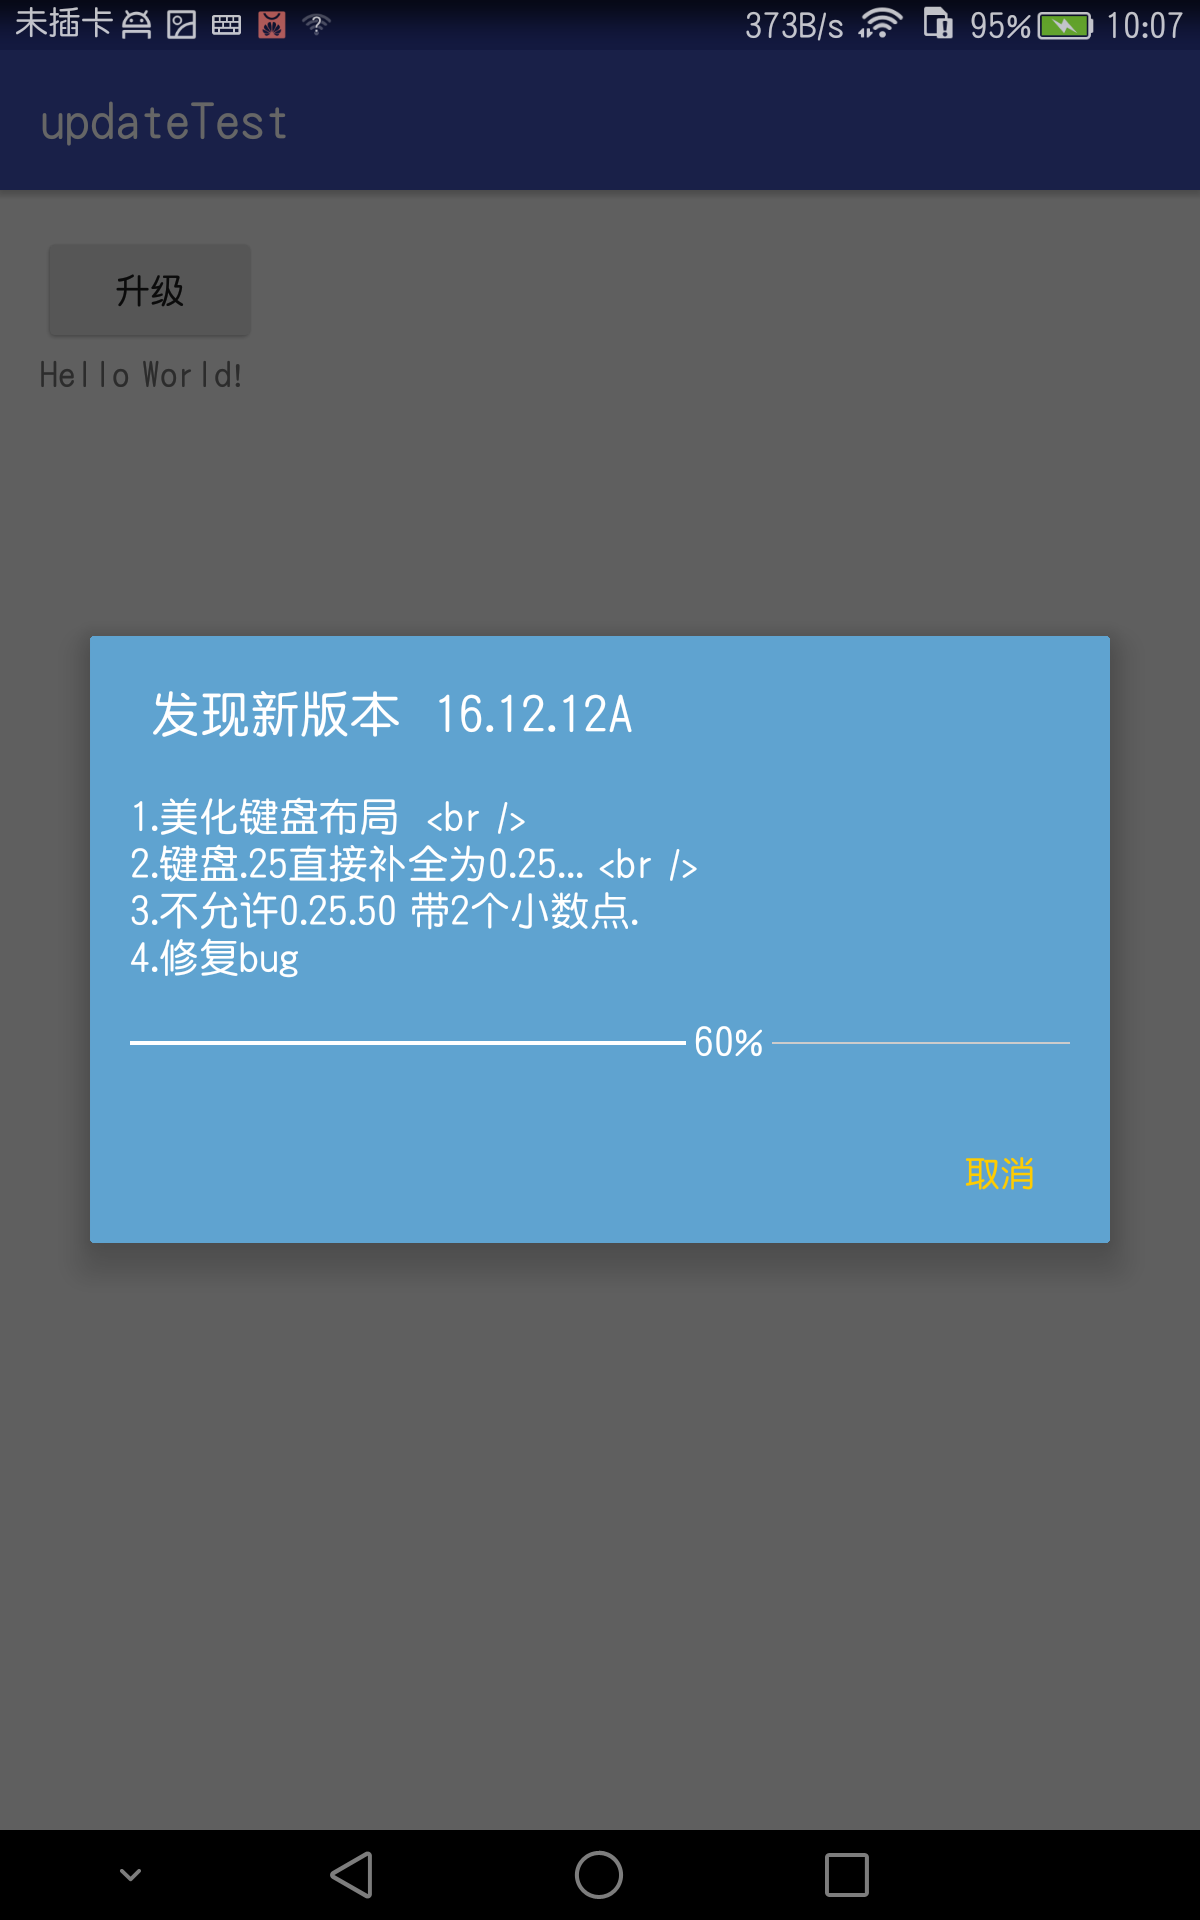 未插卡 373B/s 95% 10:07
updateTest
升级
Hello World!
发现新版本 16.12.12A
1.美化键盘布局 <br />
2.键盘.25直接补全为0.25... <br />
3.不允许0.25.50 带2个小数点.
4.修复bug
60%
取消